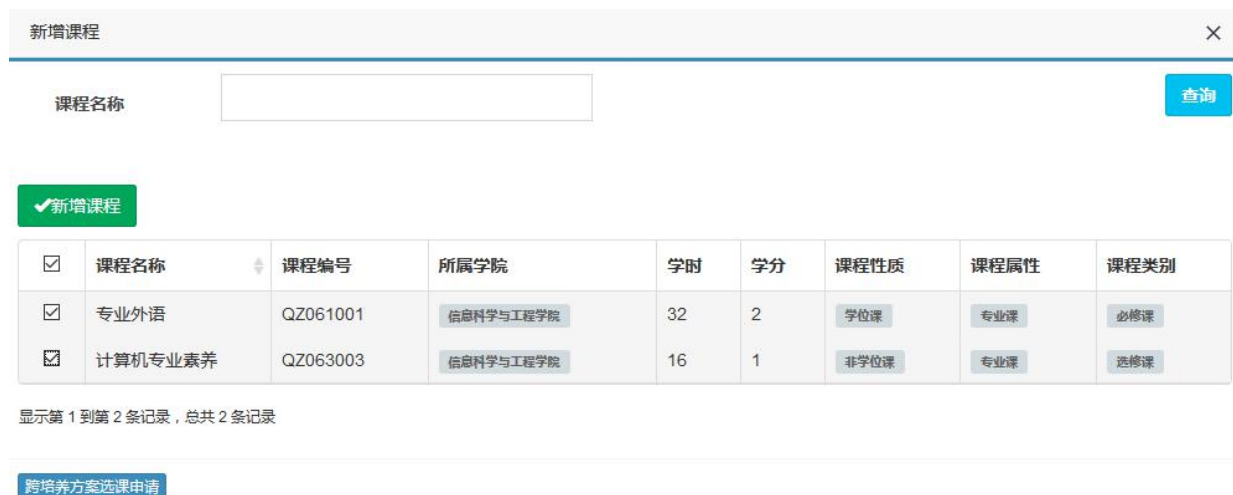 新增课程 ×
课程名称 查询
✔新增课程
课程名称 课程编号 所属学院 学时 学分 课程性质 课程属性 课程类别
专业外语 QZ061001 信息科学与工程学院 32 2 学位课 专业课 必修课
计算机专业素养 QZ063003 信息科学与工程学院 16 1 非学位课 专业课 选修课
显示第 1 到第 2 条记录，总共 2 条记录
跨培养方案选课申请